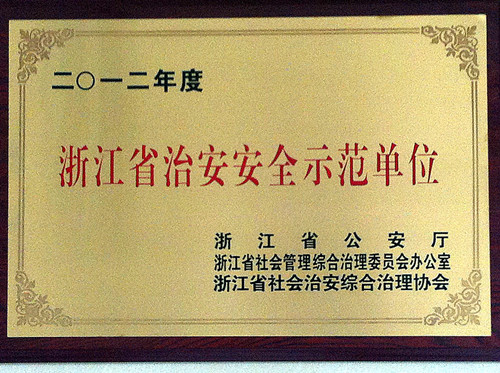 二〇一二年度
浙江省治安安全示范单位
浙江省公安厅
浙江省社会管理综合治理委员会办公室
浙江省社会治安综合治理协会